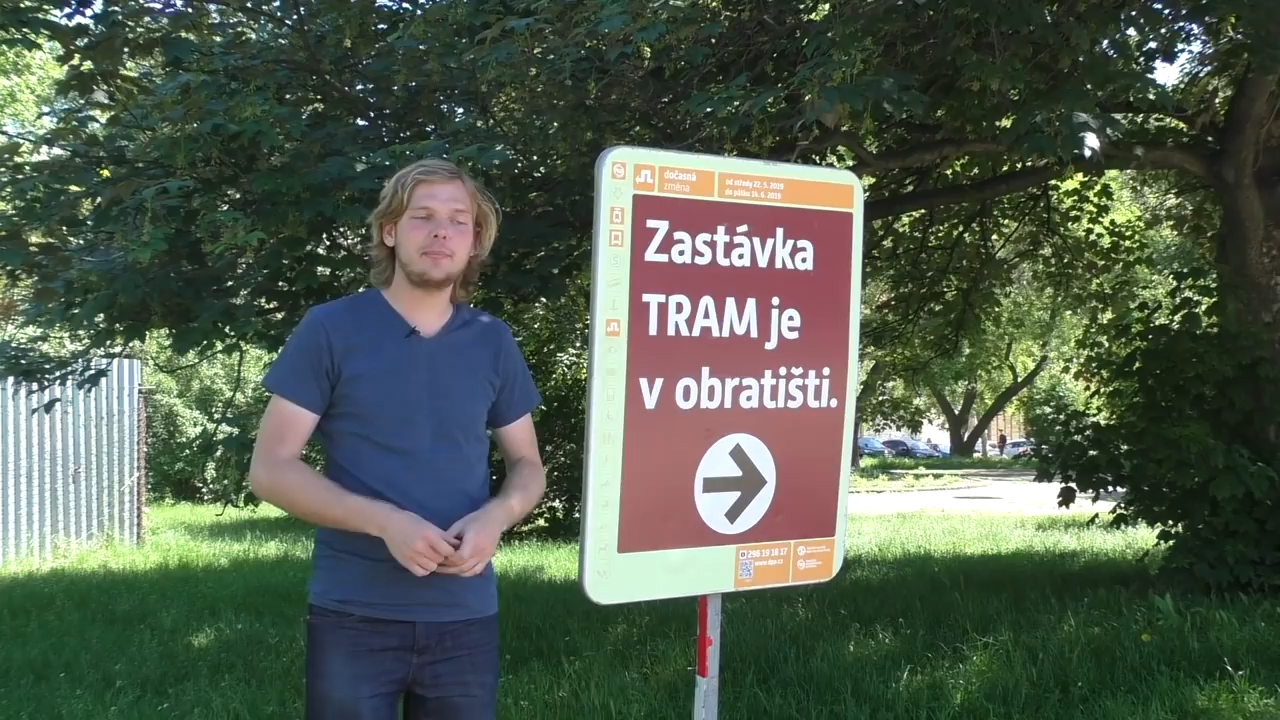 dočasná
změna
od středy 22. 5. 2019
do pátku 14. 6. 2019
Zastávka
TRAM je
v obratišti.
296 19 18 17
www.dpp.cz